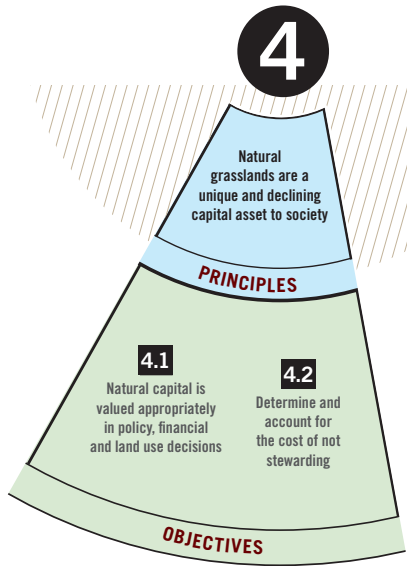 4
Natural
grasslands are a
unique and declining
capital asset to society
PRINCIPLES
4.1
Natural capital is
valued appropriately
in policy, financial
and land use decisions
4.2
Determine and
account for
the cost of not
stewarding
OBJECTIVES